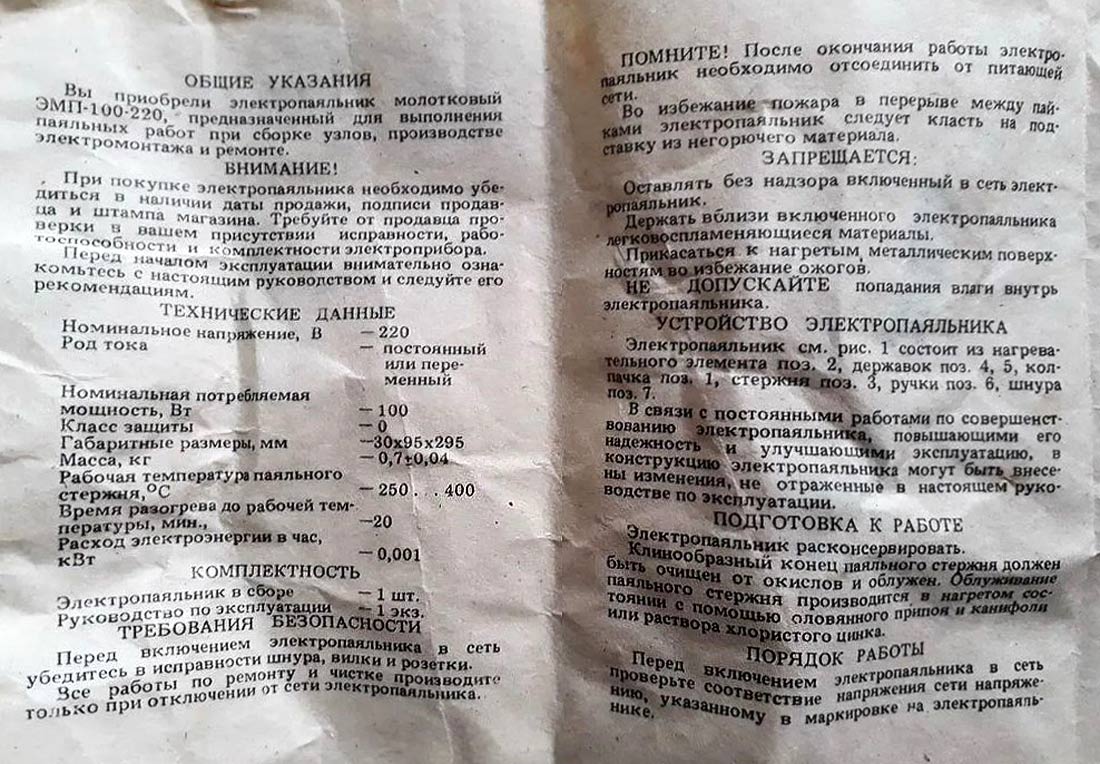 ОБЩИЕ УКАЗАНИЯ
Вы приобрели электропаяльник молотковый
ЭМП-100-220, предназначенный для выполнения
паяльных работ при сборке узлов, производстве
электромонтажа и ремонте.
ВНИМАНИЕ!
При покупке электропаяльника необходимо убе-
диться в наличии даты продажи, подписи продав-
ца и штампа магазина. Требуйте от продавца про-
верки в вашем присутствии исправности, рабо-
тоспособности и комплектности электроприбора.
Перед началом эксплуатации внимательно озна-
комьтесь с настоящим руководством и следуйте его
рекомендациям.
ТЕХНИЧЕСКИЕ ДАННЫЕ
Номинальное напряжение, В — 220
Род тока — постоянный
или пере-
менный
Номинальная потребляемая
мощность, Вт — 100
Класс защиты — 0
Габаритные размеры, мм —30х95х295
Масса, кг —0,7±0,04
Рабочая температура паяльного
стержня,°С —250 . . . 400
Время разогрева до рабочей тем-
пературы, мин., —20
Расход электроэнергии в час,
кВт —0,001
КОМПЛЕКТНОСТЬ
Электропаяльник в сборе — 1 шт.
Руководство по эксплуатации — 1 экз.
ТРЕБОВАНИЯ БЕЗОПАСНОСТИ
Перед включением электропаяльника в сеть
убедитесь в исправности шнура, вилки и розетки.
Все работы по ремонту и чистке производите
только при отключении от сети электропаяльника.
ПОМНИТЕ! После окончания работы электро-
паяльник необходимо отсоединить от питающей
сети.
Во избежание пожара в перерыве между пай-
ками электропаяльник следует класть на под-
ставку из негорючего материала.
ЗАПРЕЩАЕТСЯ:
Оставлять без надзора включенный в сеть элект-
ропаяльник.
Держать вблизи включенного электропаяльника
легковоспламеняющиеся материалы.
Прикасаться к нагретым металлическим поверх-
ностям во избежание ожогов.
НЕ ДОПУСКАЙТЕ попадания влаги внутрь
электропаяльника.
УСТРОЙСТВО ЭЛЕКТРОПАЯЛЬНИКА
Электропаяльник см. рис. 1 состоит из нагрева-
тельного элемента поз. 2, державок поз. 4, 5, кол-
пачка поз. 1, стержня поз. 3, ручки поз. 6, шнура
поз. 7.
В связи с постоянными работами по совершенст-
вованию электропаяльника, повышающими его
надежность и улучшающими эксплуатацию, в
конструкцию электропаяльника могут быть внесе-
ны изменения, не отраженные в настоящем руко-
водстве по эксплуатации.
ПОДГОТОВКА К РАБОТЕ
Электропаяльник расконсервировать.
Клинообразный конец паяльного стержня должен
быть очищен от окислов и облужен. Облуживание
паяльного стержня производится в нагретом сос-
тоянии с помощью оловянного припоя и канифоли
или раствора хлористого цинка.
ПОРЯДОК РАБОТЫ
Перед включением электропаяльника в сеть
проверьте соответствие напряжения сети напряже-
нию, указанному в маркировке на электропаяль-
нике.